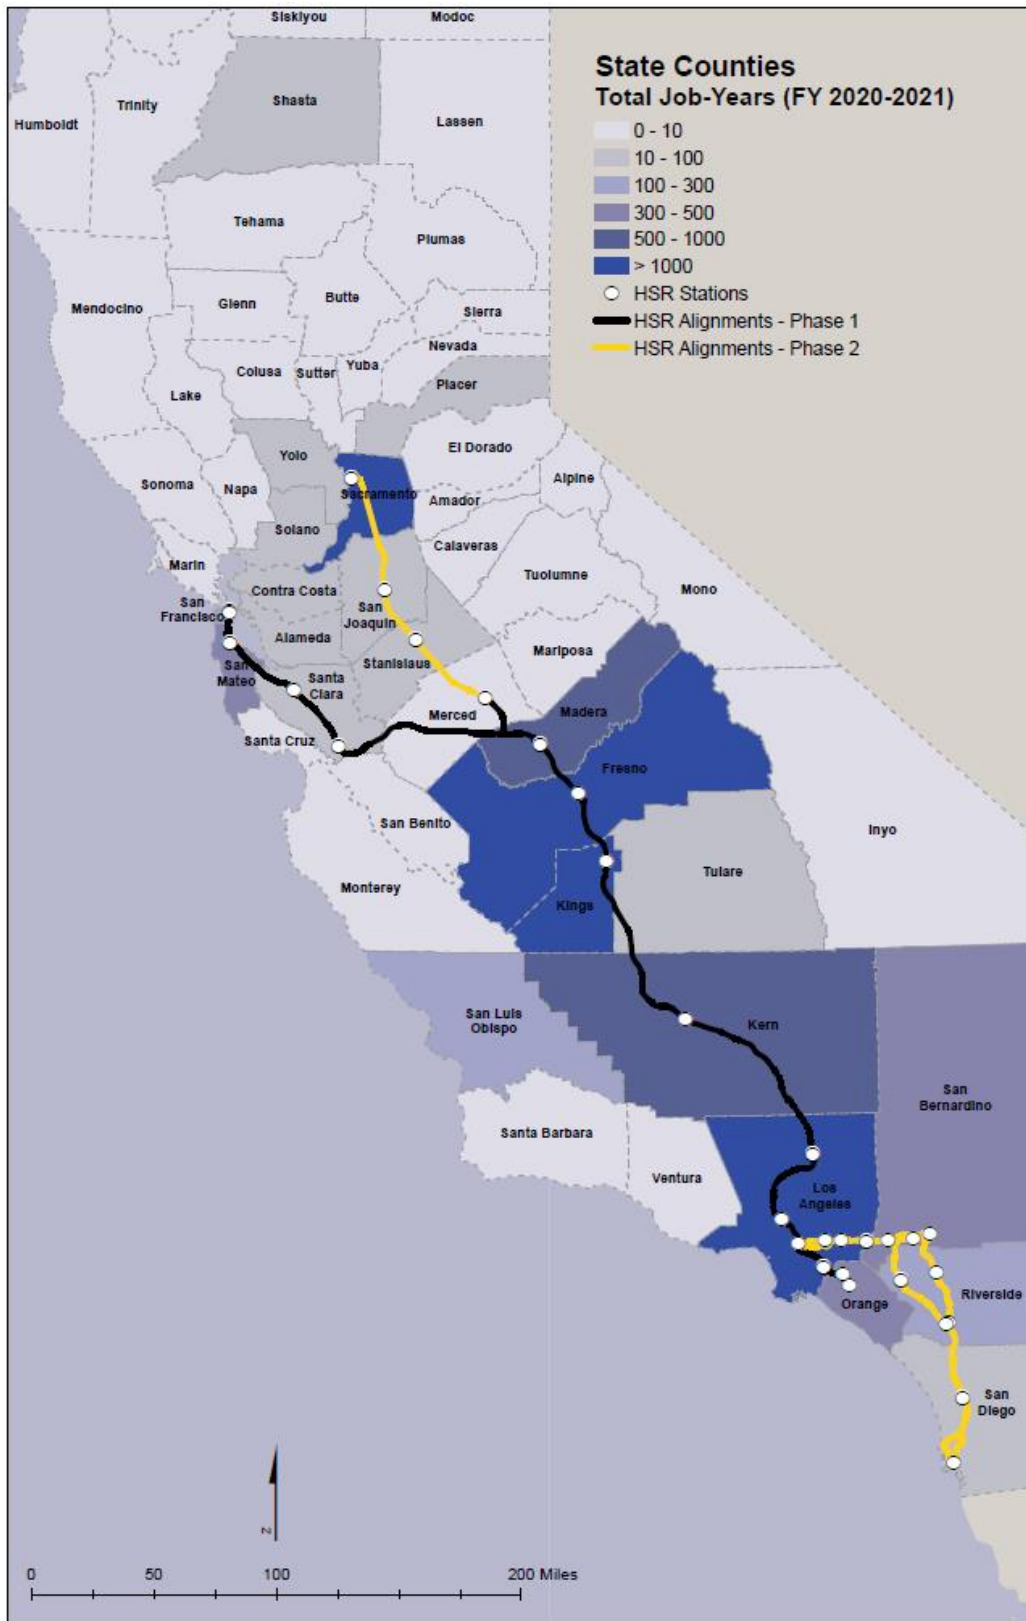 Siskiyou
Modoc
State Counties
Total Job-Years (FY 2020-2021)
0 - 10
10 - 100
100 - 300
300 - 500
500 - 1000
> 1000
HSR Stations
HSR Alignments - Phase 1
HSR Alignments - Phase 2
Humboldt
Trinity
Shasta
Lassen
Tehama
Plumas
Mendocino
Glenn
Butte
Sierra
Nevada
Colusa
Sutter
Yuba
Placer
Lake
El Dorado
Yolo
Alpine
Sonoma
Napa
Sacramento
Amador
Solano
Calaveras
Marin
Tuolumne
Mono
Contra Costa
San
Francisco
San
Joaquin
Alameda
Stanislaus
Mariposa
San
Mateo
Santa
Clara
Merced
Madera
Santa Cruz
Fresno
San Benito
Inyo
Monterey
Tulare
Kings
San Luis
Obispo
Kern
San
Bernardino
Santa Barbara
Ventura
Los
Angeles
Orange
Riverside
San
Diego
N
0
50
100
200 Miles